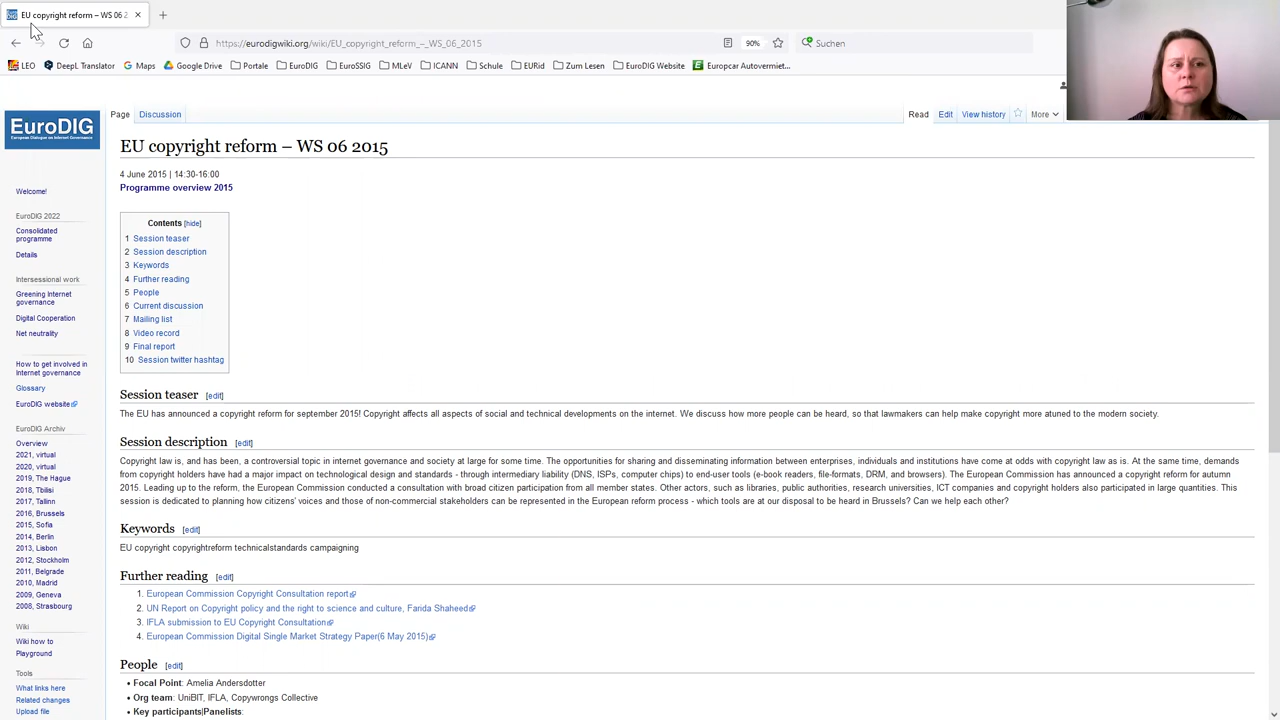 EU copyright reform – WS 06 2
https://eurodigwiki.org/wiki/EU_copyright_reform_–_WS_06_2015
90%
Suchen
LEO DeepL Translator Maps Google Drive Portale EuroDIG EuroSSIG MLeV ICANN Schule EURid Zum Lesen EuroDIG Website Europcar Autovermiet...
Page Discussion Read Edit View history More
EuroDIG
European Dialogue on Internet Governance
Welcome!
EuroDIG 2022
Consolidated
programme
Details
Intersessional work
Greening Internet
governance
Digital Cooperation
Net neutrality
How to get involved in
Internet governance
Glossary
EuroDIG website
EuroDIG Archiv
Overview
2021, virtual
2020, virtual
2019, The Hague
2018, Tbilisi
2017, Tallinn
2016, Brussels
2015, Sofia
2014, Berlin
2013, Lisbon
2012, Stockholm
2011, Belgrade
2010, Madrid
2009, Geneva
2008, Strasbourg
Wiki
Wiki how to
Playground
Tools
What links here
Related changes
Upload file
EU copyright reform – WS 06 2015
4 June 2015 | 14:30-16:00
Programme overview 2015
Contents [hide]
1 Session teaser
2 Session description
3 Keywords
4 Further reading
5 People
6 Current discussion
7 Mailing list
8 Video record
9 Final report
10 Session twitter hashtag
Session teaser [edit]
The EU has announced a copyright reform for september 2015! Copyright affects all aspects of social and technical developments on the internet. We discuss how more people can be heard, so that lawmakers can help make copyright more atuned to the modern society.
Session description [edit]
Copyright law is, and has been, a controversial topic in internet governance and society at large for some time. The opportunities for sharing and disseminating information between enterprises, individuals and institutions have come at odds with copyright law as is. At the same time, demands
from copyright holders have had a major impact on technological design and standards - through intermediary liability (DNS, ISPs, computer chips) to end-user tools (e-book readers, file-formats, DRM, and browsers). The European Commission has announced a copyright reform for autumn
2015. Leading up to the reform, the European Commission conducted a consultation with broad citizen participation from all member states. Other actors, such as libraries, public authorities, research universities, ICT companies and copyright holders also participated in large quantities. This
session is dedicated to planning how citizens' voices and those of non-commercial stakeholders can be represented in the European reform process - which tools are at our disposal to be heard in Brussels? Can we help each other?
Keywords [edit]
EU copyright copyrightreform technicalstandards campaigning
Further reading [edit]
1. European Commission Copyright Consultation report
2. UN Report on Copyright policy and the right to science and culture, Farida Shaheed
3. IFLA submission to EU Copyright Consultation
4. European Commission Digital Single Market Strategy Paper(6 May 2015)
People [edit]
• Focal Point: Amelia Andersdotter
• Org team: UniBIT, IFLA, Copywrongs Collective
• Key participants|Panelists: